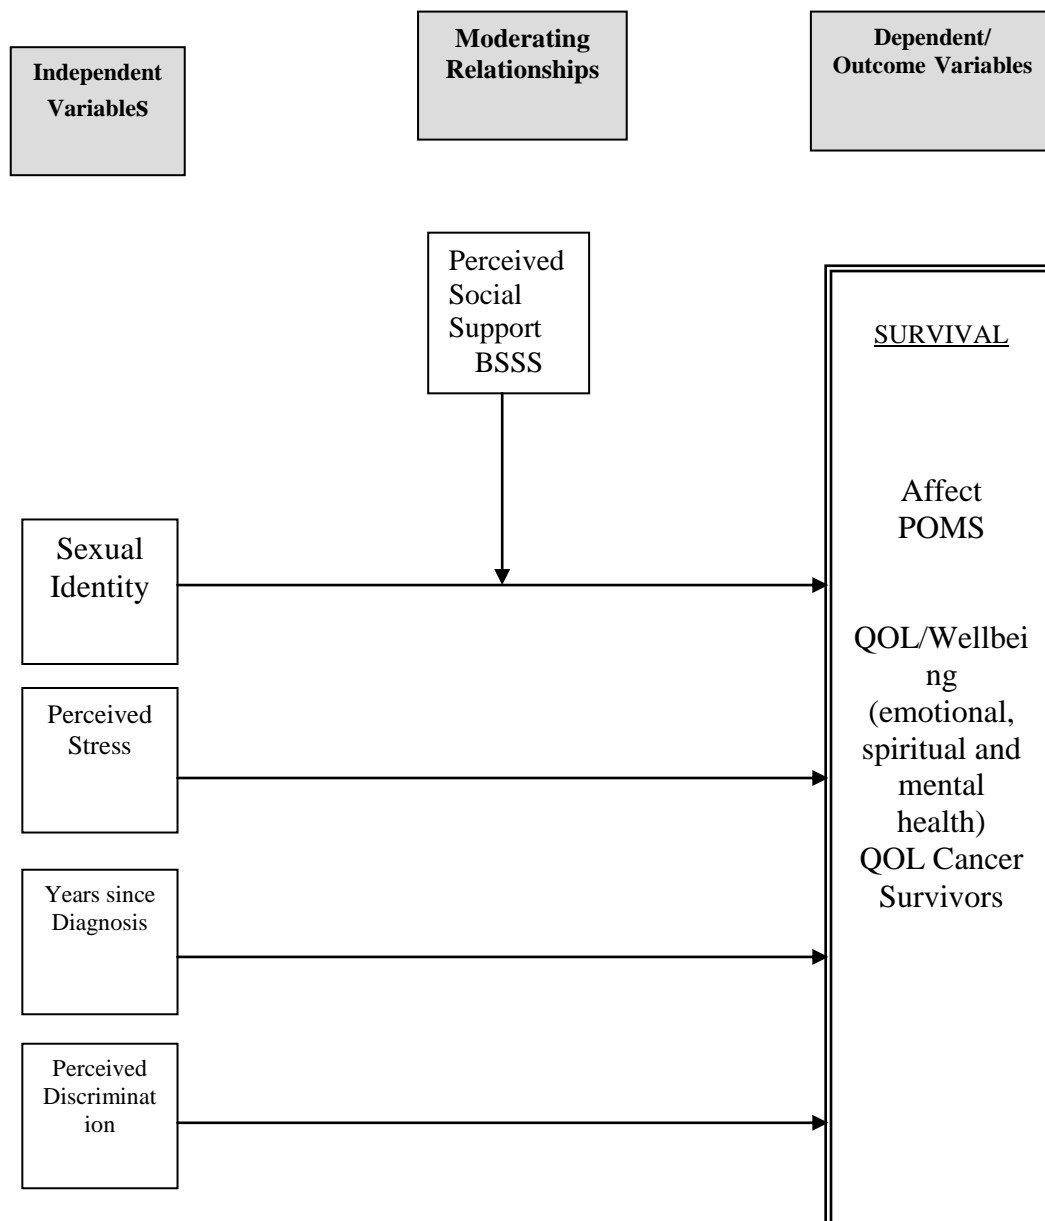 Independent
Variables
Moderating
Relationships
Dependent/
Outcome Variables
Perceived
Social
Support
BSSS
SURVIVAL
Affect
POMS
QOL/Wellbei
ng
(emotional,
spiritual and
mental
health)
QOL Cancer
Survivors
Sexual
Identity
Perceived
Stress
Years since
Diagnosis
Perceived
Discriminat
ion